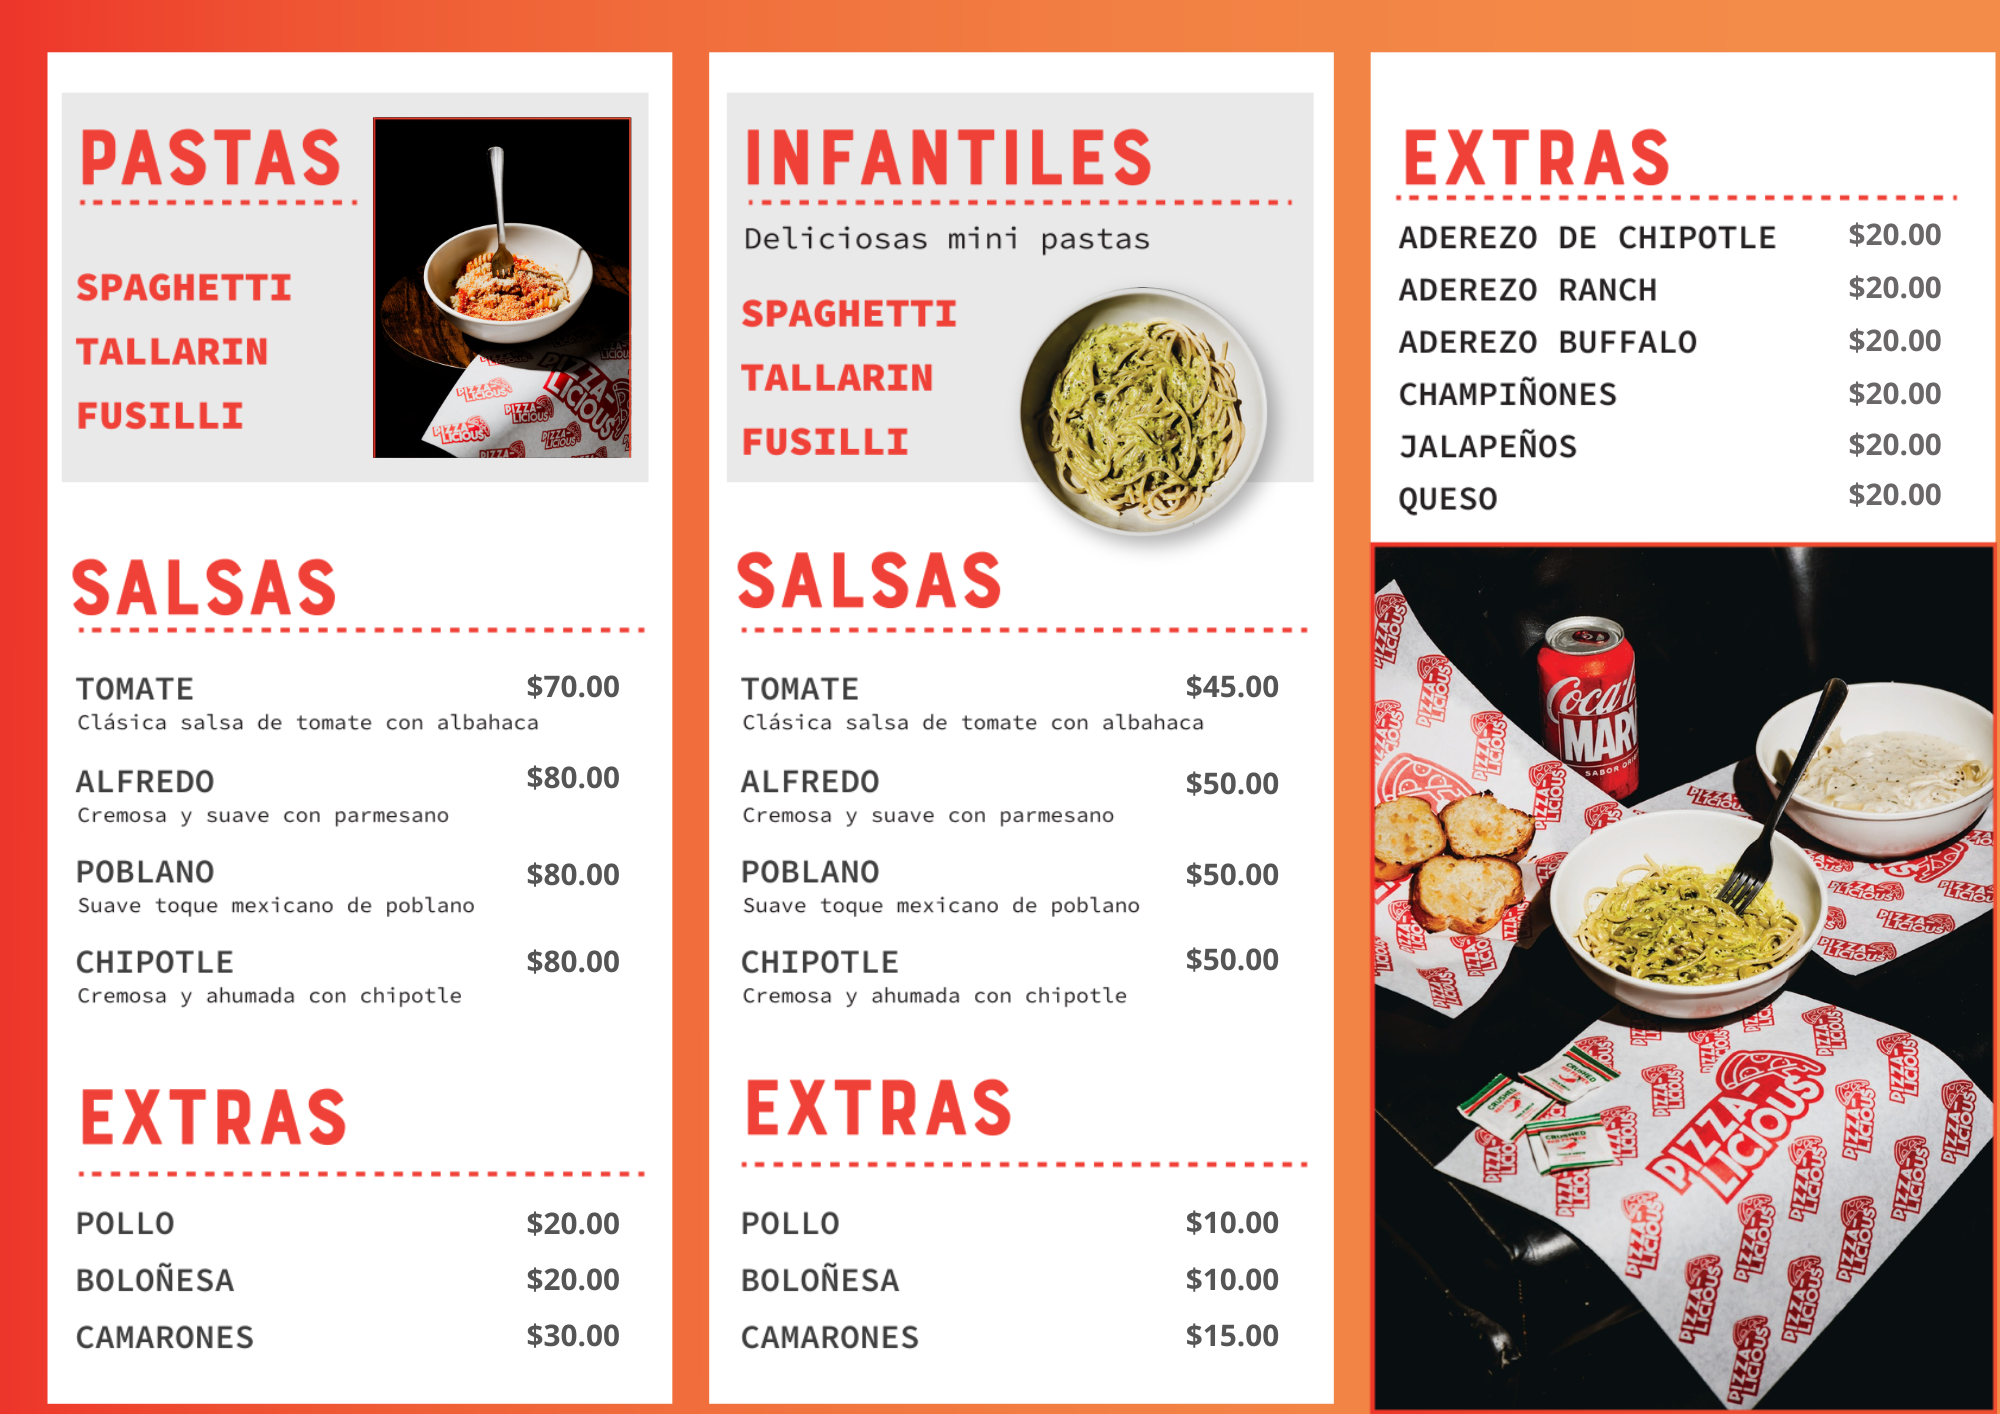 PASTAS
SPAGHETTI
TALLARIN
FUSILLI
PIZZA-
LICIOUS
SALSAS
TOMATE $70.00
Clásica salsa de tomate con albahaca
ALFREDO $80.00
Cremosa y suave con parmesano
POBLANO $80.00
Suave toque mexicano de poblano
CHIPOTLE $80.00
Cremosa y ahumada con chipotle
EXTRAS
POLLO $20.00
BOLOÑESA $20.00
CAMARONES $30.00
INFANTILES
Deliciosas mini pastas
SPAGHETTI
TALLARIN
FUSILLI
SALSAS
TOMATE $45.00
Clásica salsa de tomate con albahaca
ALFREDO $50.00
Cremosa y suave con parmesano
POBLANO $50.00
Suave toque mexicano de poblano
CHIPOTLE $50.00
Cremosa y ahumada con chipotle
EXTRAS
POLLO $10.00
BOLOÑESA $10.00
CAMARONES $15.00
EXTRAS
ADEREZO DE CHIPOTLE $20.00
ADEREZO RANCH $20.00
ADEREZO BUFFALO $20.00
CHAMPIÑONES $20.00
JALAPEÑOS $20.00
QUESO $20.00
SABOR
CRUSHED
CRUSHED
CRUSHED
PIZZA-
LICIOUS